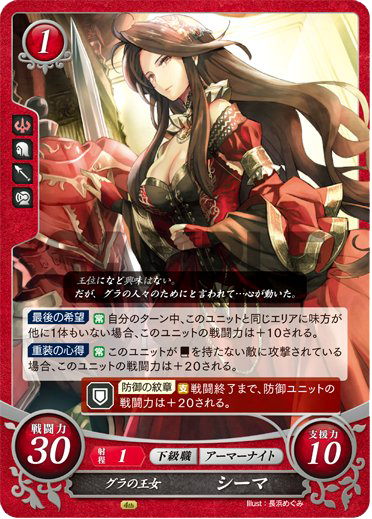 1
王位になど興味はない。
だが、グラの人々のためにと言われて…心が動いた。
最後の希望 常 自分のターン中、このユニットと同じエリアに味方が
他に1体もいない場合、このユニットの戦闘力は＋10される。
重装の心得 常 このユニットが を持たない敵に攻撃されている
場合、このユニットの戦闘力は＋20される。
防御の紋章 支 戦闘終了まで、防御ユニットの
戦闘力は＋20される。
戦闘力
30
射程 1 下級職 アーマーナイト
支援力
10
グラの王女 シーマ
4th
Illust：長浜めぐみ